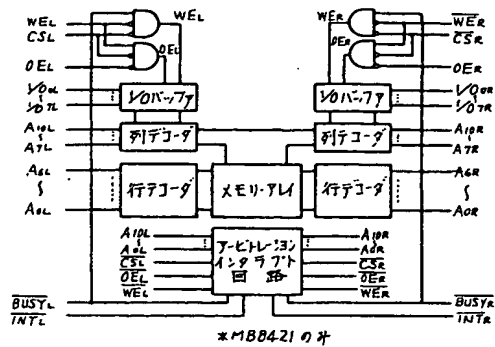 WEL
WER
WEL
CSL
OEL
OER
WER
CSR
OEL
OER
I/O0L
I/O7L
I/Oバッファ
I/Oバッファ
I/O0R
I/O7R
A10L
A7L
列デコーダ
列デコーダ
A10R
A7R
A6L
A0L
行デコーダ
メモリ・アレイ
行デコーダ
A6R
A0R
A10L
A0L
CSL
OEL
WEL
アービトレーション
インタラプト
回路
A10R
A0R
CSR
OER
WER
BUSYL
INTL
BUSYR
INTR
*MB8421のみ